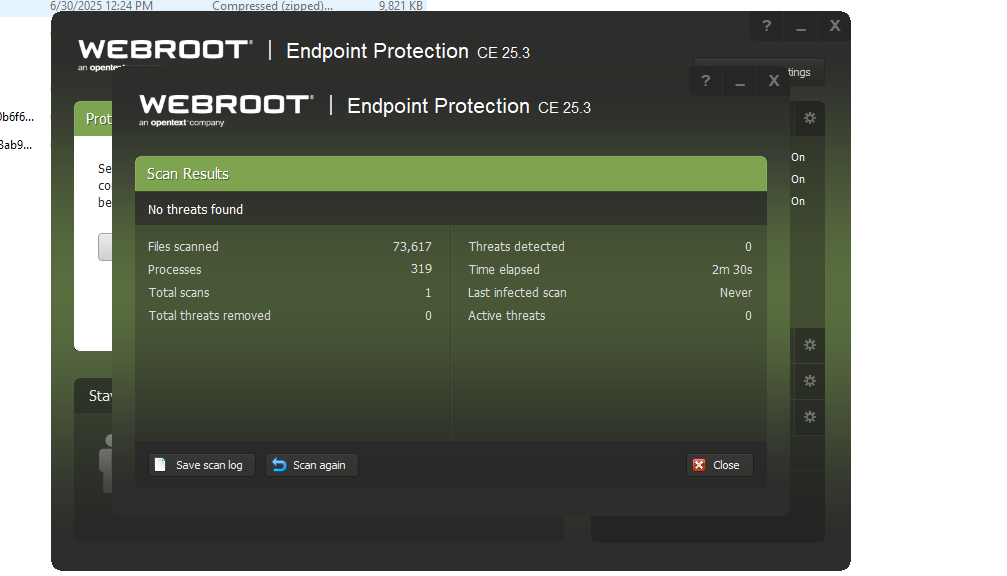 6/30/2025 12:24 PM Compressed (zipped)... 9,821 KB
? _ X
WEBROOT | Endpoint Protection CE 25.3
an opentext
ttings
? _ X
WEBROOT | Endpoint Protection CE 25.3
an opentext company
0b6f6...
3ab9...
Prot
Se
co
be
On
On
On
Scan Results
No threats found
Files scanned 73,617
Processes 319
Total scans 1
Total threats removed 0
Threats detected 0
Time elapsed 2m 30s
Last infected scan Never
Active threats 0
Stay
Save scan log
Scan again
Close